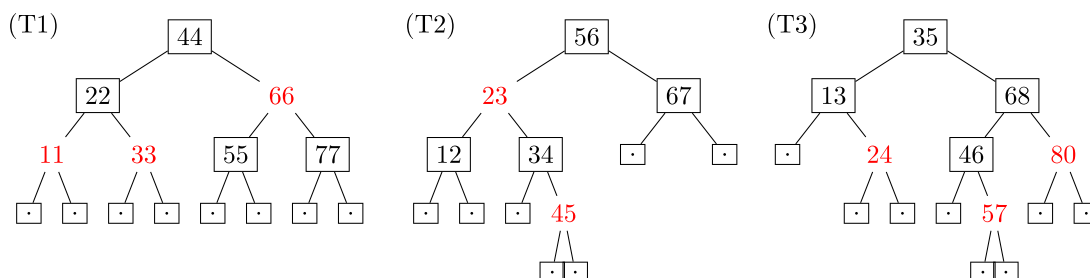 (T1) 44 (T2) 56 (T3) 35
22 66 23 67 13 68
11 33 55 77 12 34 · · · 24 46 80
· · · · · · · · · · · 45 · · · 57 · ·
· · · ·